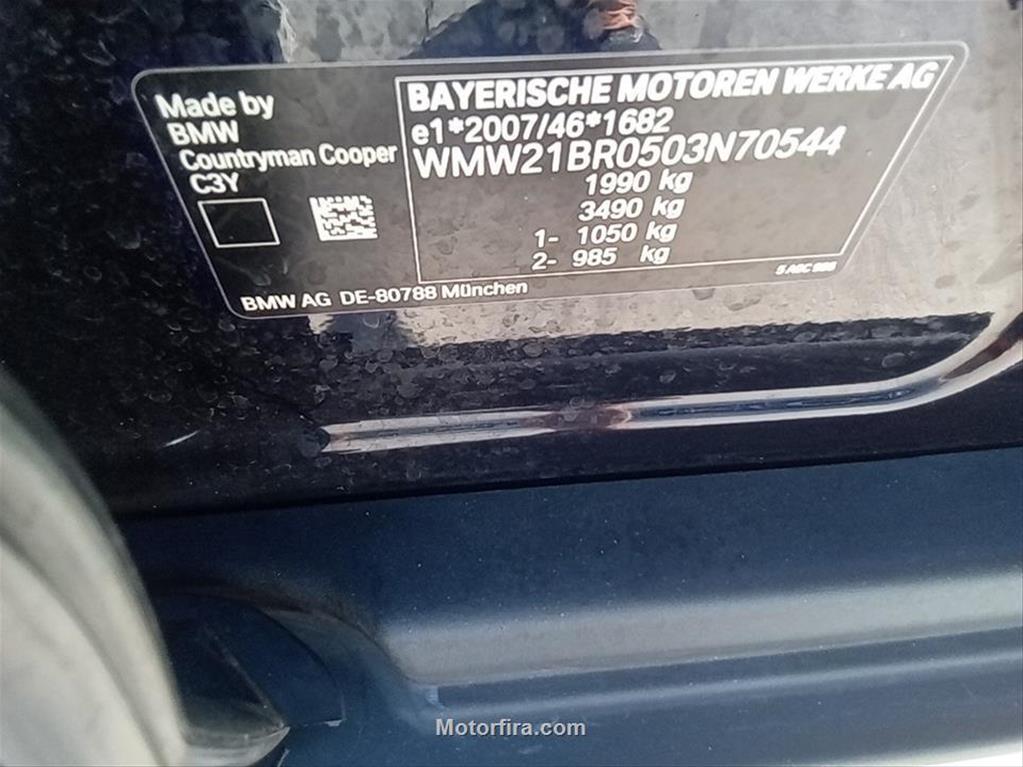 Made by
BMW
Countryman Cooper
C3Y
BAYERISCHE MOTOREN WERKE AG
e1*2007/46*1682
WMW21BR0503N70544
1990 kg
3490 kg
1- 1050 kg
2- 985 kg
BMW AG DE-80788 München
Motorfira.com